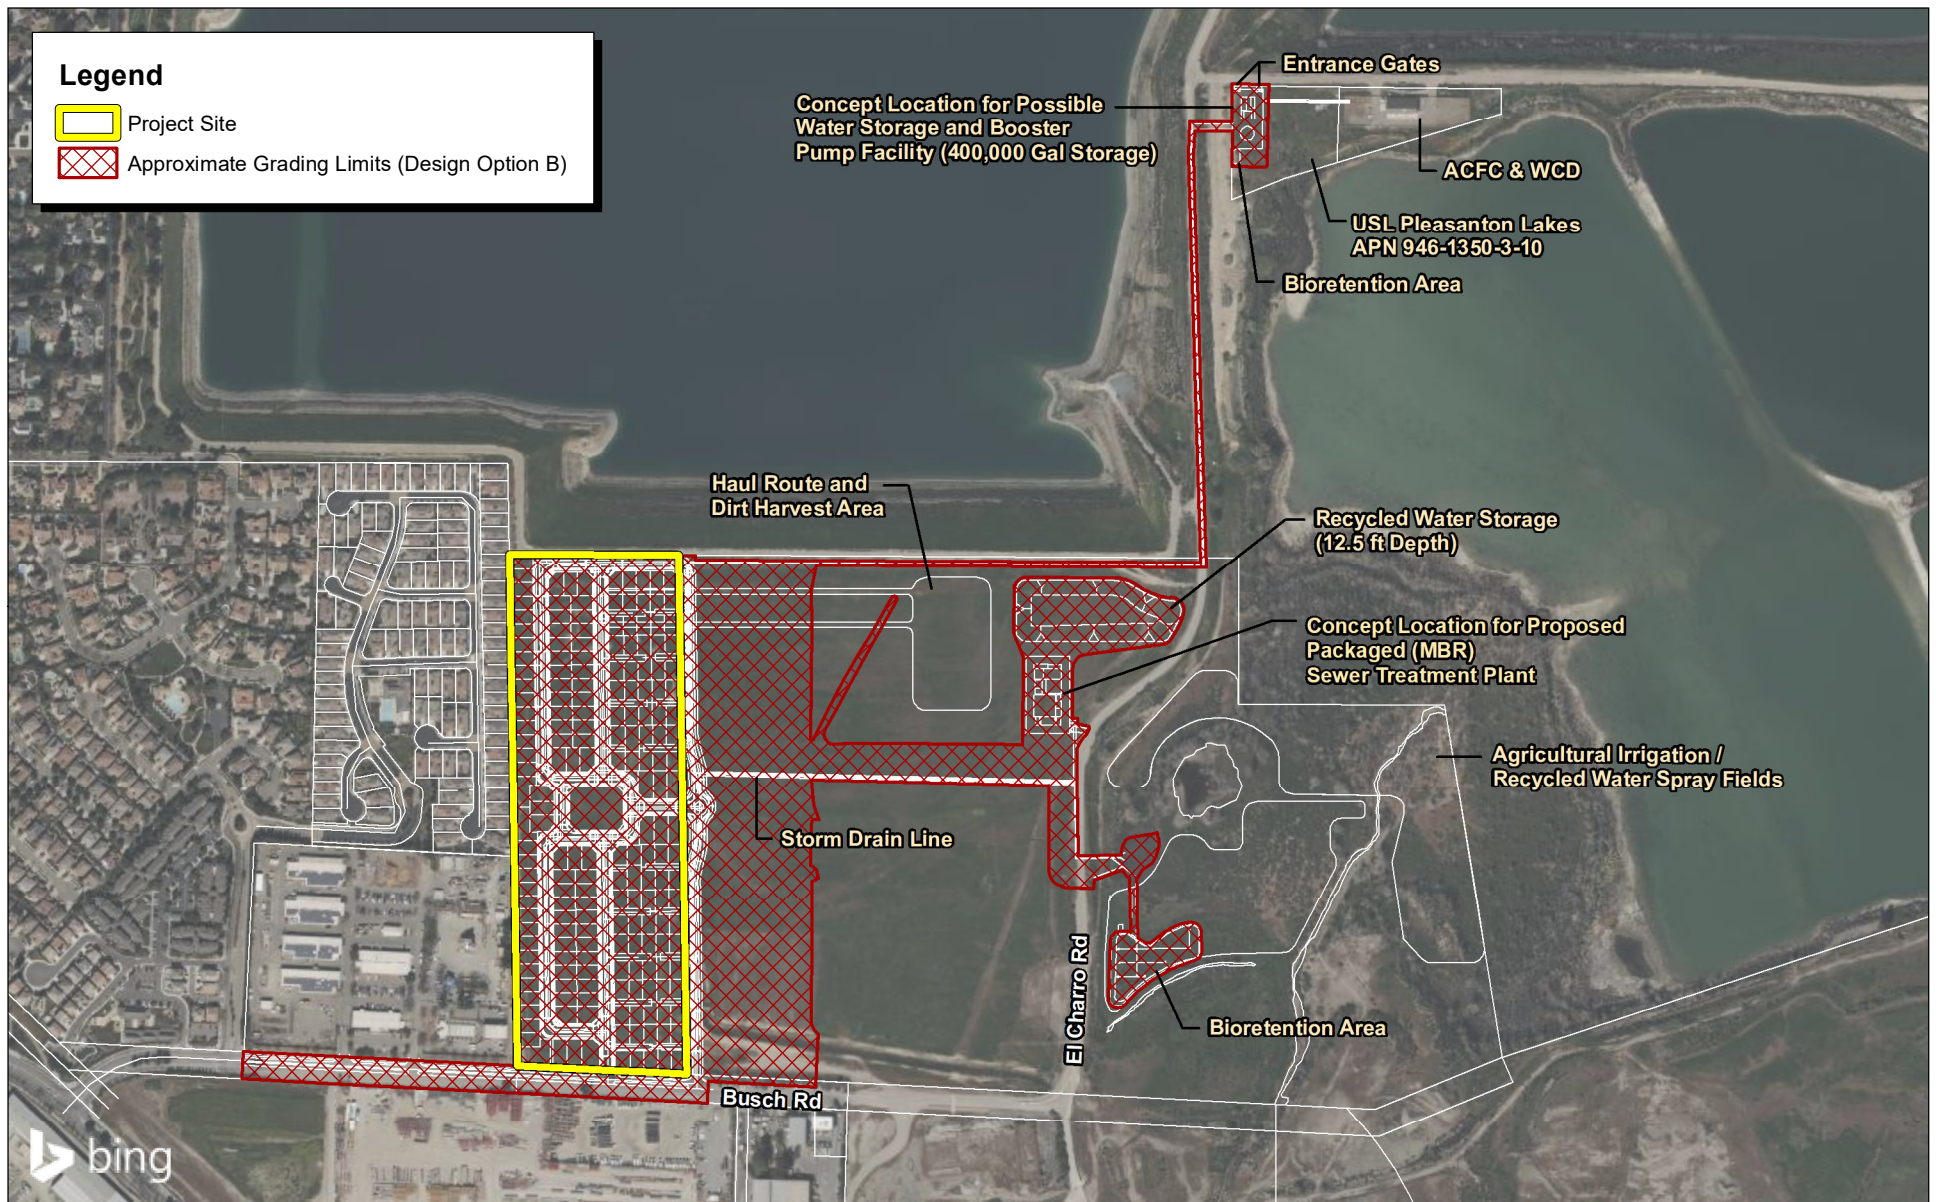 Legend
Project Site
Approximate Grading Limits (Design Option B)
Entrance Gates
Concept Location for Possible
Water Storage and Booster
Pump Facility (400,000 Gal Storage)
ACFC & WCD
USL Pleasanton Lakes
APN 946-1350-3-10
Bioretention Area
Haul Route and
Dirt Harvest Area
Recycled Water Storage
(12.5 ft Depth)
Concept Location for Proposed
Packaged (MBR)
Sewer Treatment Plant
Agricultural Irrigation /
Recycled Water Spray Fields
Storm Drain Line
El Charro Rd
Bioretention Area
Busch Rd
bing